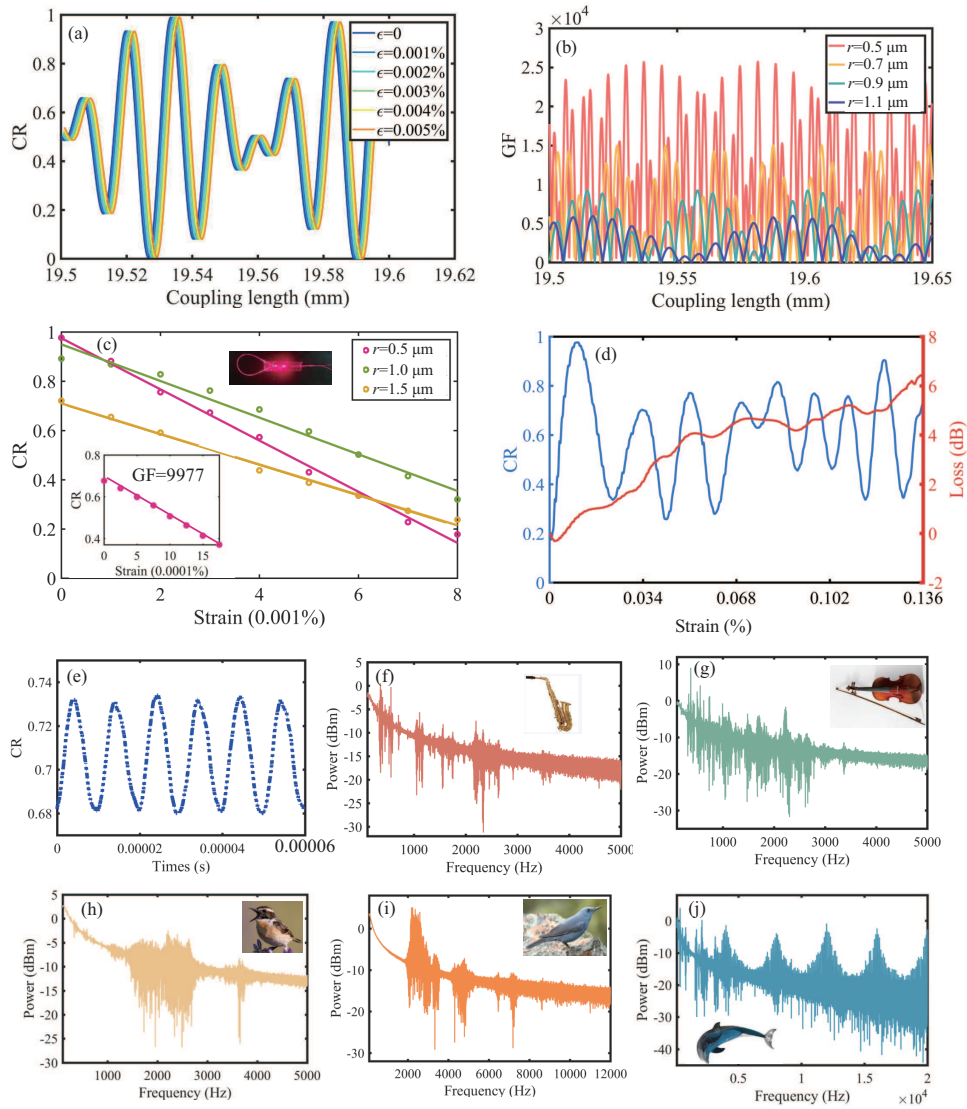 (a)
ϵ=0
ϵ=0.001%
ϵ=0.002%
ϵ=0.003%
ϵ=0.004%
ϵ=0.005%
CR
1
0.8
0.6
0.4
0.2
0
19.5 19.52 19.54 19.56 19.58 19.6 19.62
Coupling length (mm)
(b)
×10⁴
r=0.5 μm
r=0.7 μm
r=0.9 μm
r=1.1 μm
GF
3
2.5
2
1.5
1
0.5
0
19.5 19.55 19.6 19.65
Coupling length (mm)
(c)
r=0.5 μm
r=1.0 μm
r=1.5 μm
CR
1
0.8
0.6
0.4
0.2
0
GF=9977
CR
0.8
0.6
0.4
0 5 10 15
Strain (0.0001%)
0 2 4 6 8
Strain (0.001%)
(d)
CR
1
0.8
0.6
0.4
0.2
0
8
6
4
2
0
-2
Loss (dB)
0 0.034 0.068 0.102 0.136
Strain (%)
(e)
CR
0.74
0.72
0.7
0.68
0 0.00002 0.00004 0.00006
Times (s)
(f)
Power (dBm)
5
0
-5
-10
-15
-20
-25
-30
1000 2000 3000 4000 5000
Frequency (Hz)
(g)
Power (dBm)
10
0
-10
-20
-30
1000 2000 3000 4000 5000
Frequency (Hz)
(h)
Power (dBm)
5
0
-5
-10
-15
-20
-25
-30
1000 2000 3000 4000 5000
Frequency (Hz)
(i)
Power (dBm)
0
-10
-20
-30
2000 4000 6000 8000 10000 12000
Frequency (Hz)
(j)
Power (dBm)
10
0
-10
-20
-30
-40
0.5 1 1.5 2
×10⁴
Frequency (Hz)